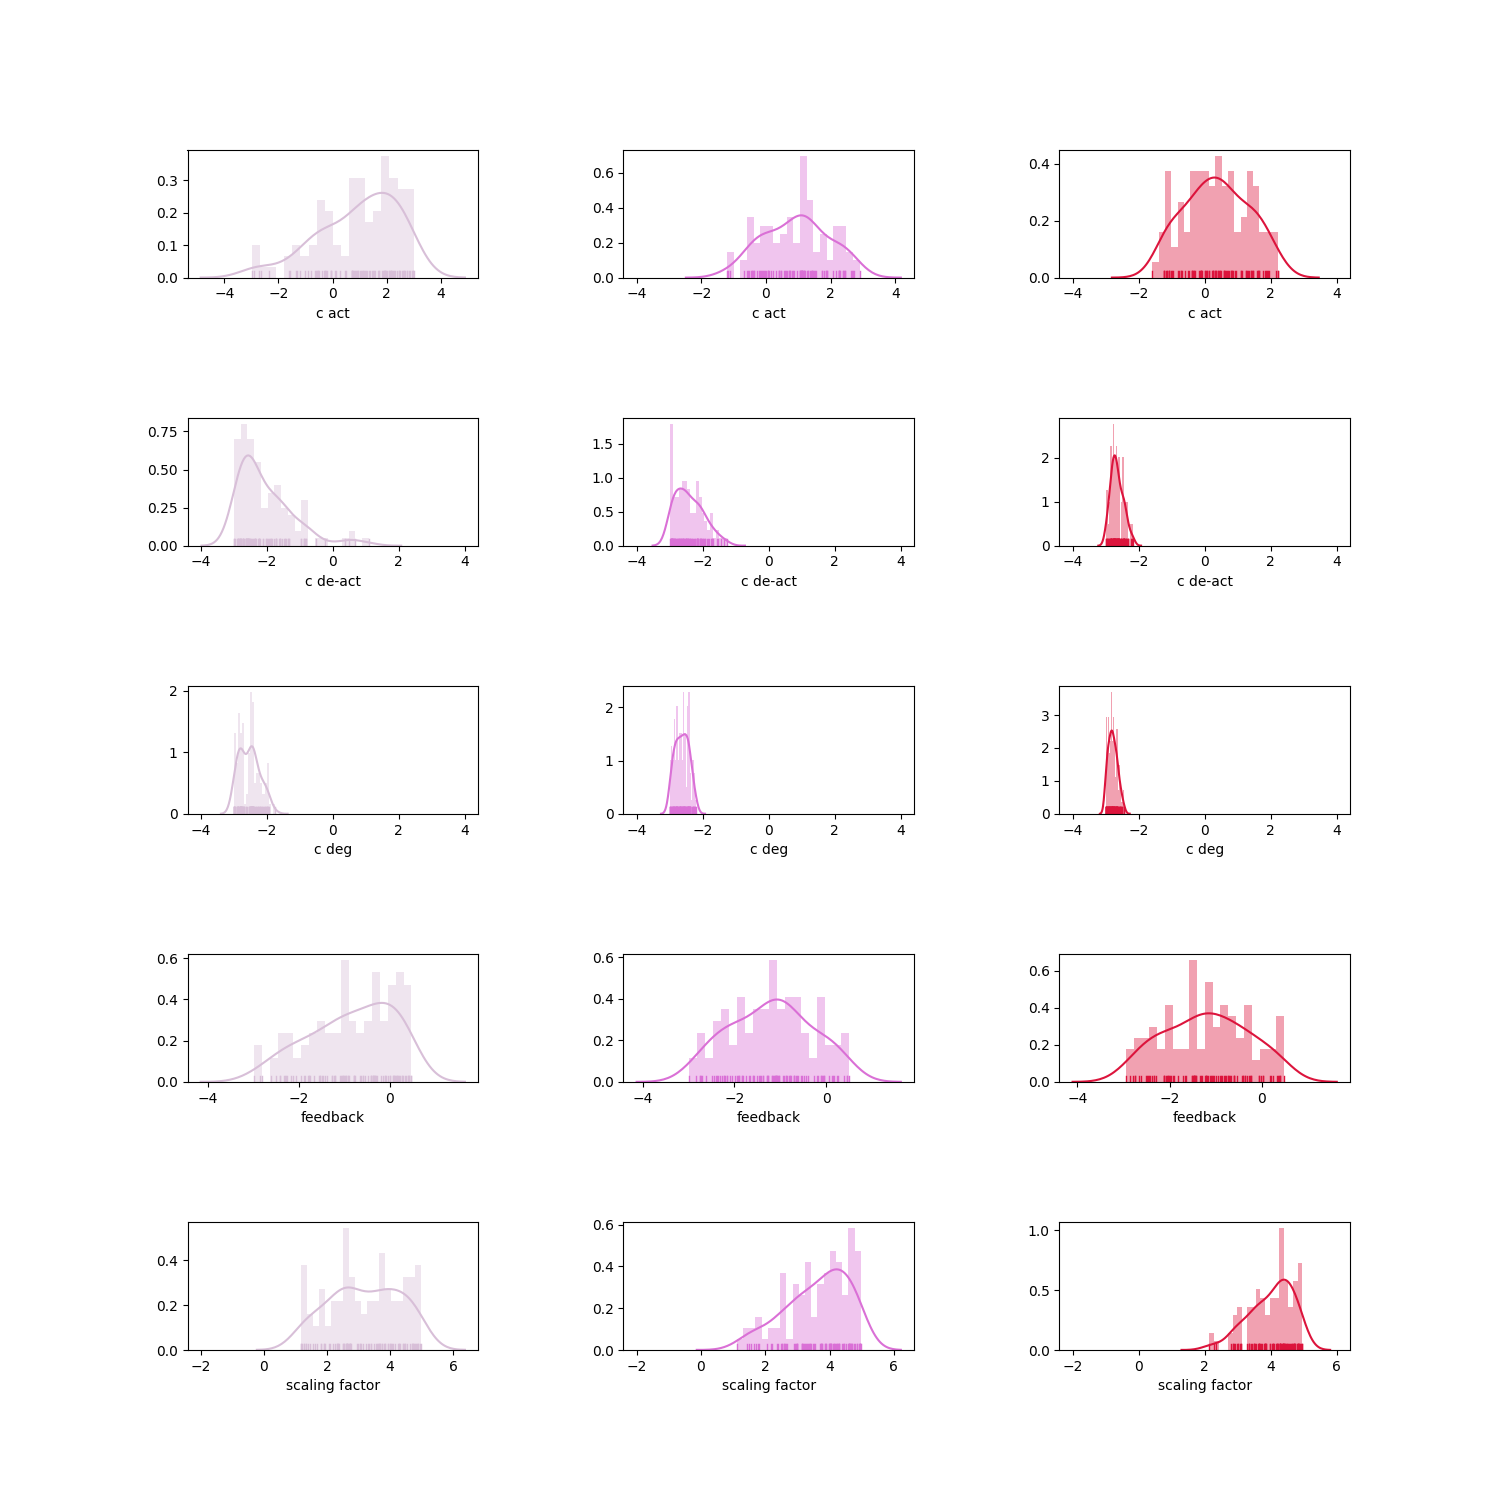 0.3 0.6 0.4
0.2 0.4 0.2
0.1 0.2 0.0
0.0 0.0
−4 −2 0 2 4 −4 −2 0 2 4 −4 −2 0 2 4
c act c act c act
0.75 1.5 2
0.50 1.0 1
0.25 0.5 0
0.00 0.0
−4 −2 0 2 4 −4 −2 0 2 4 −4 −2 0 2 4
c de-act c de-act c de-act
2 2 3
1 1 2
0 0 1
0
−4 −2 0 2 4 −4 −2 0 2 4 −4 −2 0 2 4
c deg c deg c deg
0.6 0.6 0.6
0.4 0.4 0.4
0.2 0.2 0.2
0.0 0.0 0.0
−4 −2 0 −4 −2 0 −4 −2 0
feedback feedback feedback
0.4 0.6 1.0
0.2 0.4 0.5
0.0 0.2 0.0
0.0
−2 0 2 4 6 −2 0 2 4 6 −2 0 2 4 6
scaling factor scaling factor scaling factor